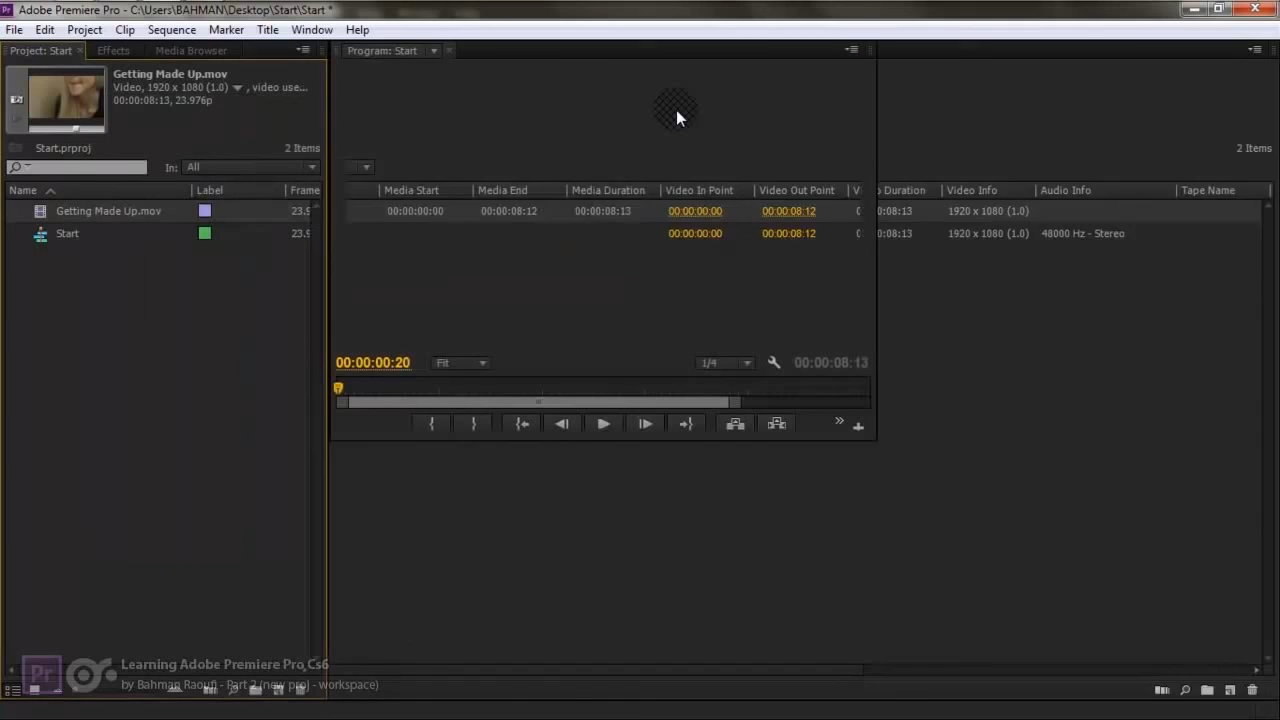 Adobe Premiere Pro - C:\Users\BAHMAN\Desktop\Start\Start *
File Edit Project Clip Sequence Marker Title Window Help
Project: Start Effects Media Browser Program: Start
Getting Made Up.mov
Video, 1920 x 1080 (1.0) , video use...
00:00:08:13, 23.976p
Start.prproj 2 Items 2 Items
In: All
Name Label Frame Media Start Media End Media Duration Video In Point Video Out Point V Duration Video Info Audio Info Tape Name
Getting Made Up.mov 23.9 00:00:00:00 00:00:08:12 00:00:08:13 00:00:00:00 00:00:08:12 0 0:08:13 1920 x 1080 (1.0)
Start 23.9 00:00:00:00 00:00:08:12 0 0:08:13 1920 x 1080 (1.0) 48000 Hz - Stereo
00:00:00:20 Fit 1/4 00:00:08:13
Pr Learning Adobe Premiere Pro Cs6
by Bahman Raoufi - Part 2 (new proj - workspace)